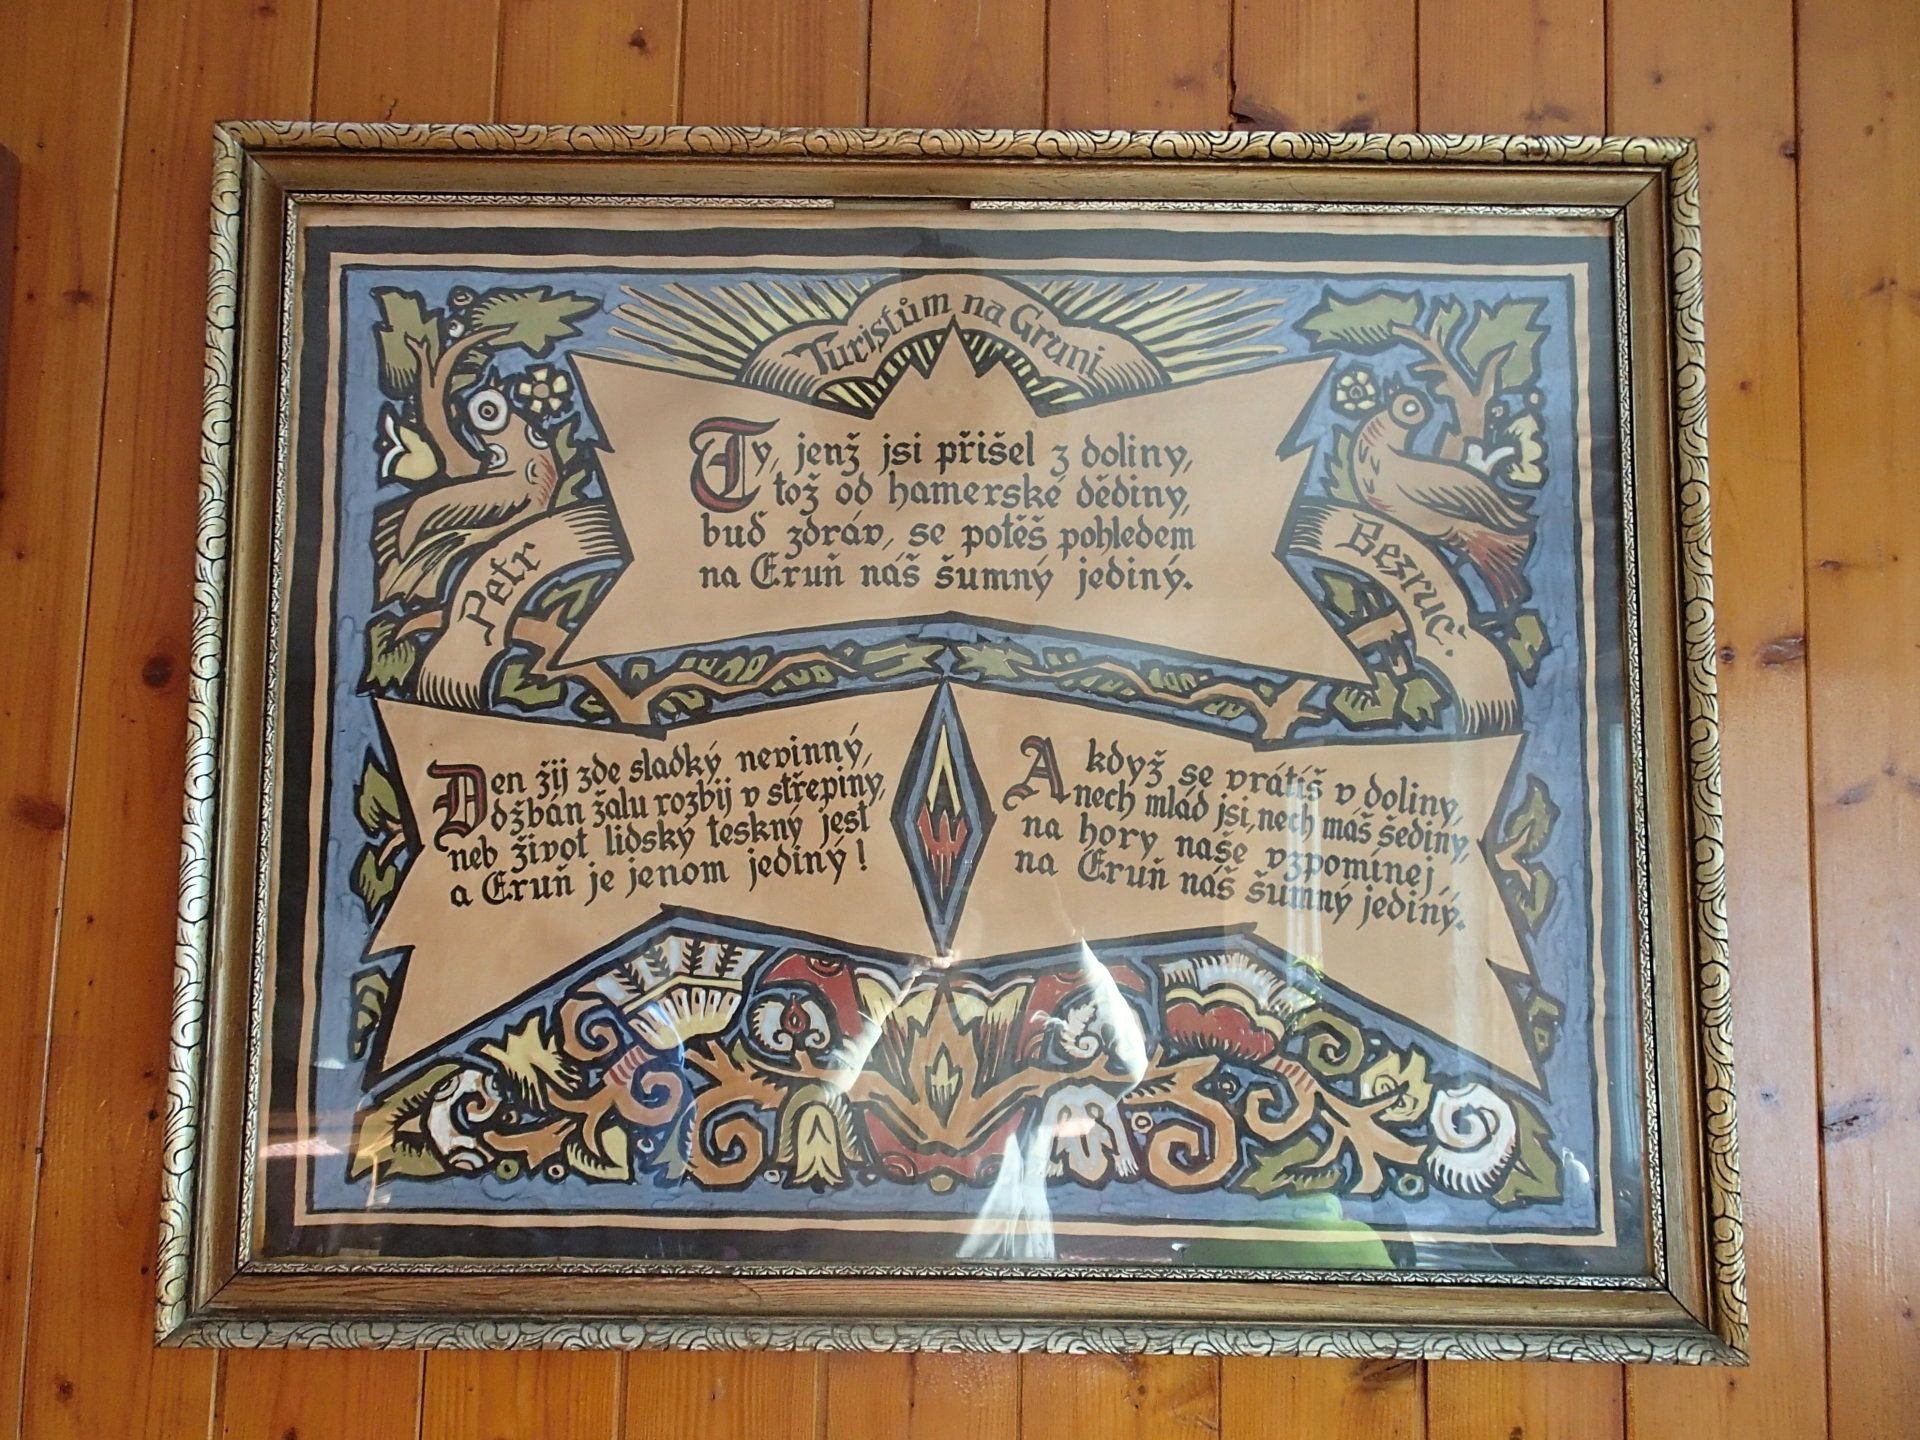 Turistům na Gruni
Petr
Bezruč
Ty, jenž jsi přišel z doliny,
tož od hamerské dědiny,
buď zdráv, se potěš pohledem
na Gruň náš šumný jediný.
Den žij zde sladký nevinný,
džbán žalu rozbij v střepiny,
neb život lidský teskný jest
a Gruň je jenom jediný!
A když se vrátíš v doliny,
nech mlád jsi, nech máš šediny,
na hory naše vzpomínej,
na Gruň náš šumný jediný.